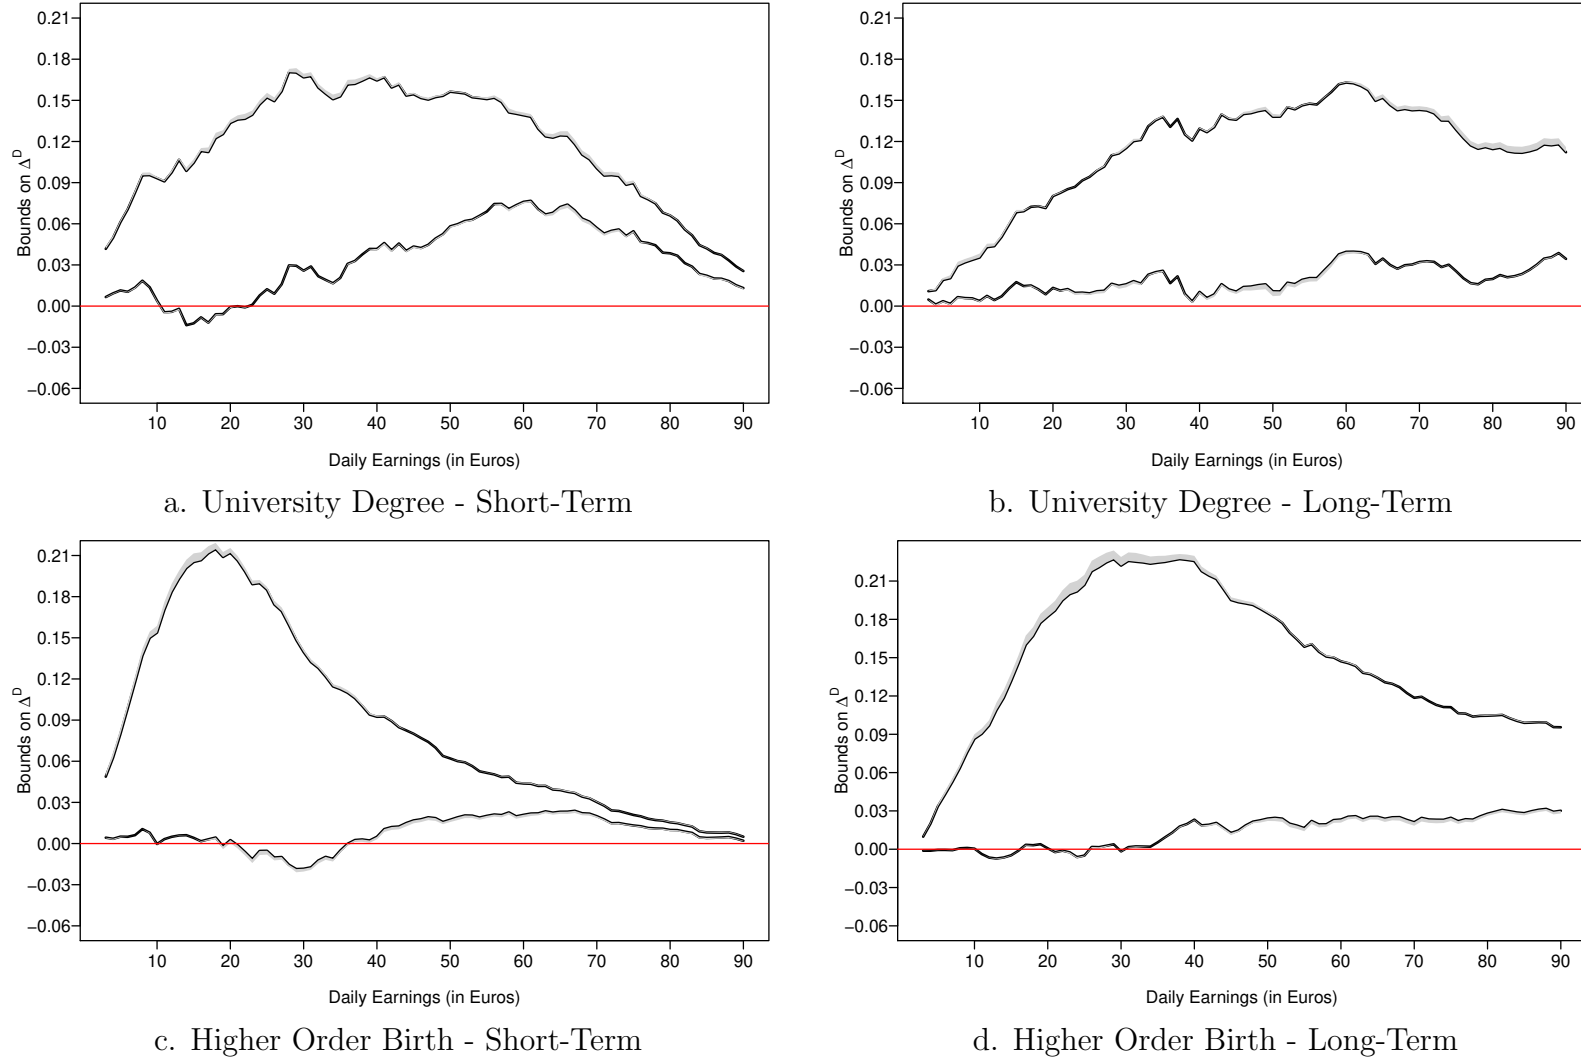 0.21
0.18
0.15
0.12
0.09
0.06
0.03
0.00
−0.03
−0.06
Bounds on Δ^D
10 20 30 40 50 60 70 80 90
Daily Earnings (in Euros)
a. University Degree - Short-Term
0.21
0.18
0.15
0.12
0.09
0.06
0.03
0.00
−0.03
−0.06
Bounds on Δ^D
10 20 30 40 50 60 70 80 90
Daily Earnings (in Euros)
b. University Degree - Long-Term
0.21
0.18
0.15
0.12
0.09
0.06
0.03
0.00
−0.03
−0.06
Bounds on Δ^D
10 20 30 40 50 60 70 80 90
Daily Earnings (in Euros)
c. Higher Order Birth - Short-Term
0.21
0.18
0.15
0.12
0.09
0.06
0.03
0.00
−0.03
−0.06
Bounds on Δ^D
10 20 30 40 50 60 70 80 90
Daily Earnings (in Euros)
d. Higher Order Birth - Long-Term